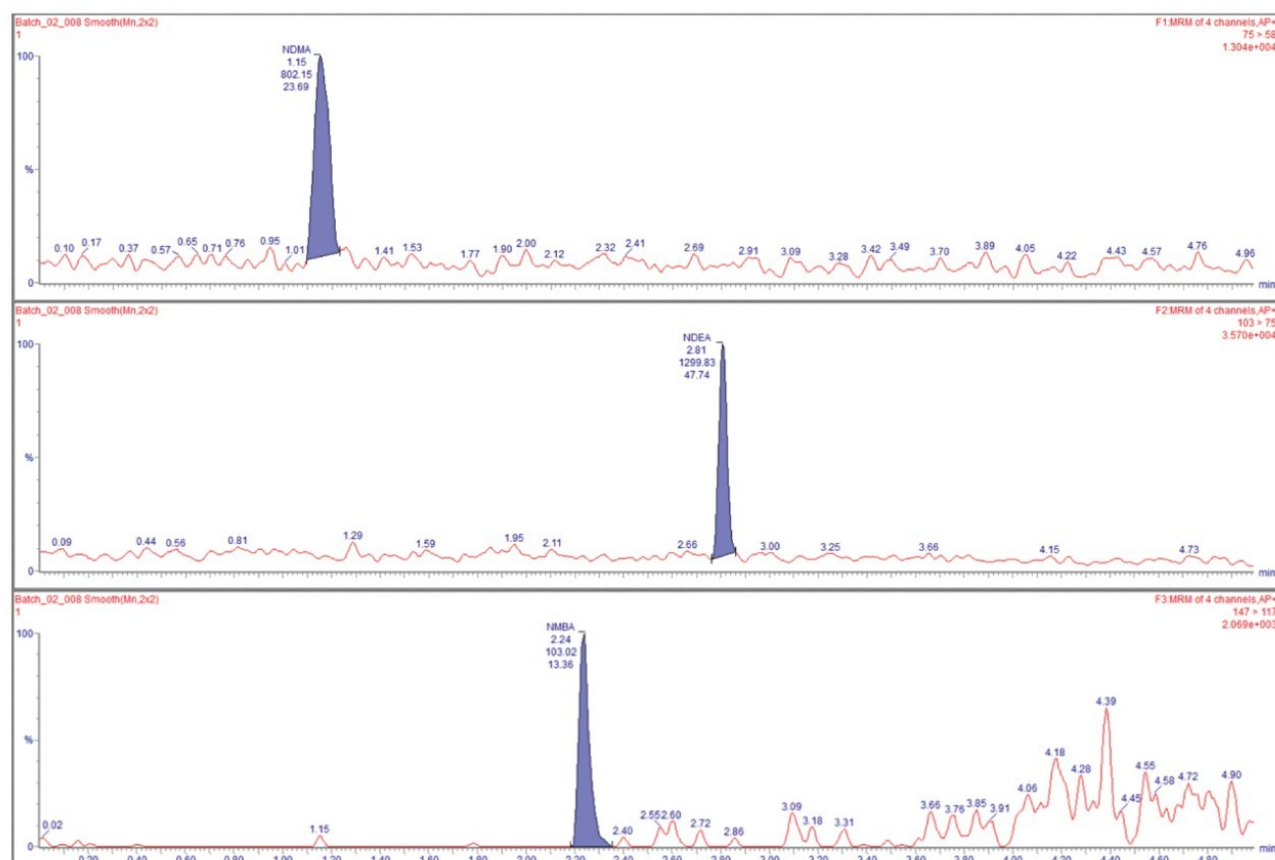 Batch_02_008 Smooth(Mn,2x2)
1
F1:MRM of 4 channels,AP+
75 > 58
1.304e+004
100
%
0
NDMA
1.15
802.15
23.69
0.10 0.17 0.37 0.57 0.65 0.71 0.76 0.95 1.01 1.41 1.53 1.77 1.90 2.00 2.12 2.32 2.41 2.69 2.91 3.09 3.28 3.42 3.49 3.70 3.89 4.05 4.22 4.43 4.57 4.76 4.96
min
Batch_02_008 Smooth(Mn,2x2)
1
F2:MRM of 4 channels,AP+
103 > 75
3.570e+004
100
%
0
NDEA
2.81
1299.83
47.74
0.09 0.44 0.56 0.81 1.29 1.59 1.95 2.11 2.66 3.00 3.25 3.66 4.15 4.73
min
Batch_02_008 Smooth(Mn,2x2)
1
F3:MRM of 4 channels,AP+
147 > 117
2.069e+003
100
%
0
NMBA
2.24
103.02
13.36
0.02 1.15 2.40 2.55 2.60 2.72 2.86 3.09 3.18 3.31 3.66 3.76 3.85 3.91 4.06 4.18 4.28 4.39 4.45 4.55 4.58 4.72 4.90
min